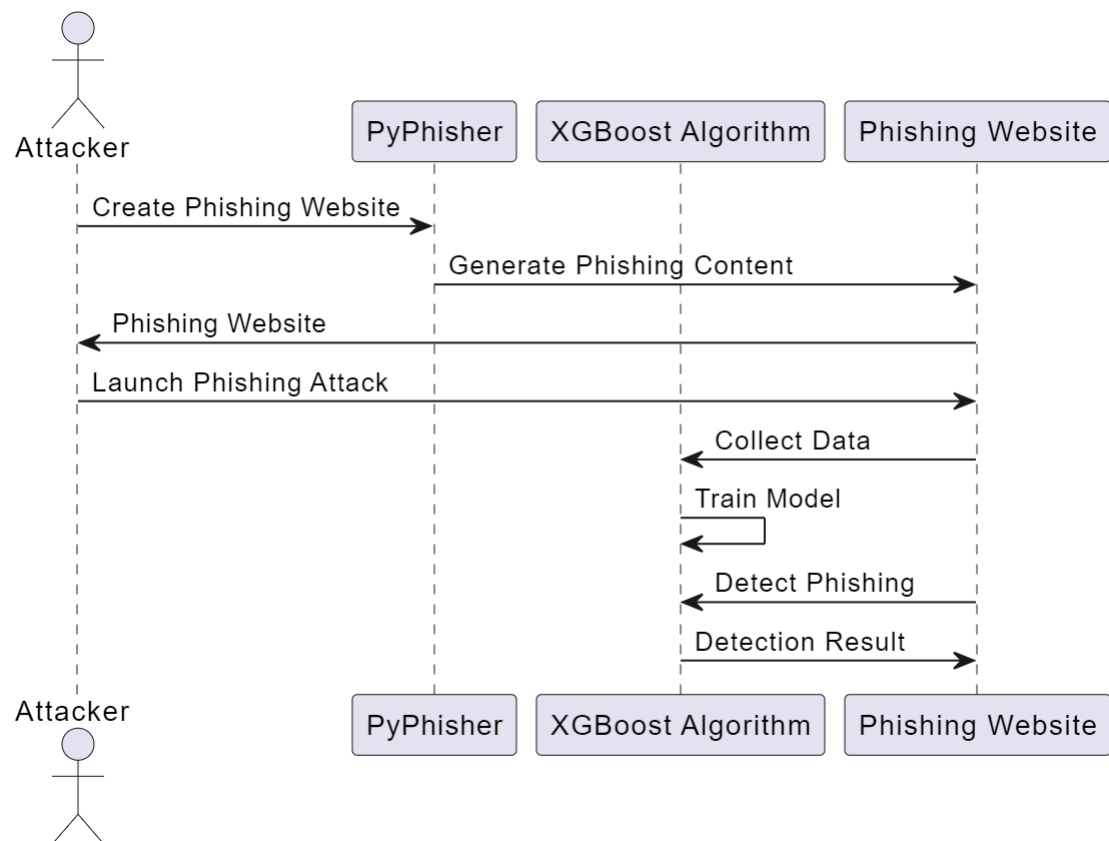 Attacker
PyPhisher
XGBoost Algorithm
Phishing Website
Create Phishing Website
Generate Phishing Content
Phishing Website
Launch Phishing Attack
Collect Data
Train Model
Detect Phishing
Detection Result
Attacker
PyPhisher
XGBoost Algorithm
Phishing Website